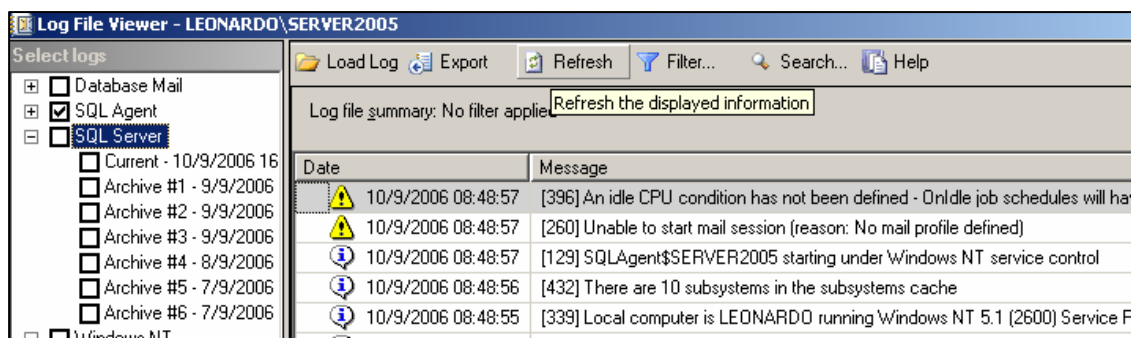 Log File Viewer - LEONARDO\SERVER2005
Select logs
Database Mail
SQL Agent
SQL Server
Current - 10/9/2006 16
Archive #1 - 9/9/2006
Archive #2 - 9/9/2006
Archive #3 - 9/9/2006
Archive #4 - 8/9/2006
Archive #5 - 7/9/2006
Archive #6 - 7/9/2006
Windows NT
Load Log Export Refresh Filter... Search... Help
Refresh the displayed information
Log file summary: No filter applie
Date Message
10/9/2006 08:48:57 [396] An idle CPU condition has not been defined - OnIdle job schedules will hav
10/9/2006 08:48:57 [260] Unable to start mail session (reason: No mail profile defined)
10/9/2006 08:48:57 [129] SQLAgent$SERVER2005 starting under Windows NT service control
10/9/2006 08:48:56 [432] There are 10 subsystems in the subsystems cache
10/9/2006 08:48:55 [339] Local computer is LEONARDO running Windows NT 5.1 (2600) Service P